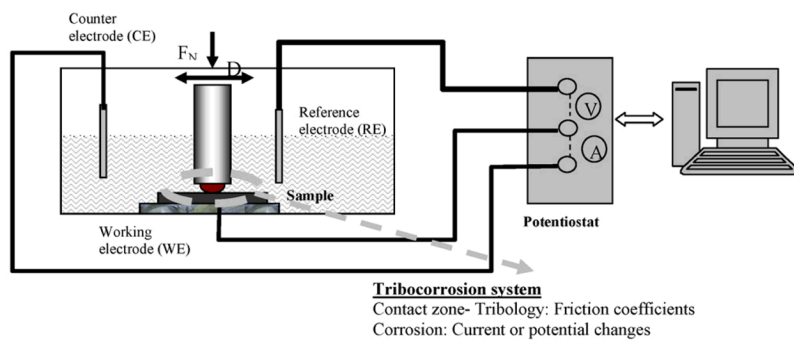 Counter
electrode (CE)
F_N
D
Reference
electrode (RE)
V
A
Sample
Working
electrode (WE)
Potentiostat
Tribocorrosion system
Contact zone- Tribology: Friction coefficients
Corrosion: Current or potential changes